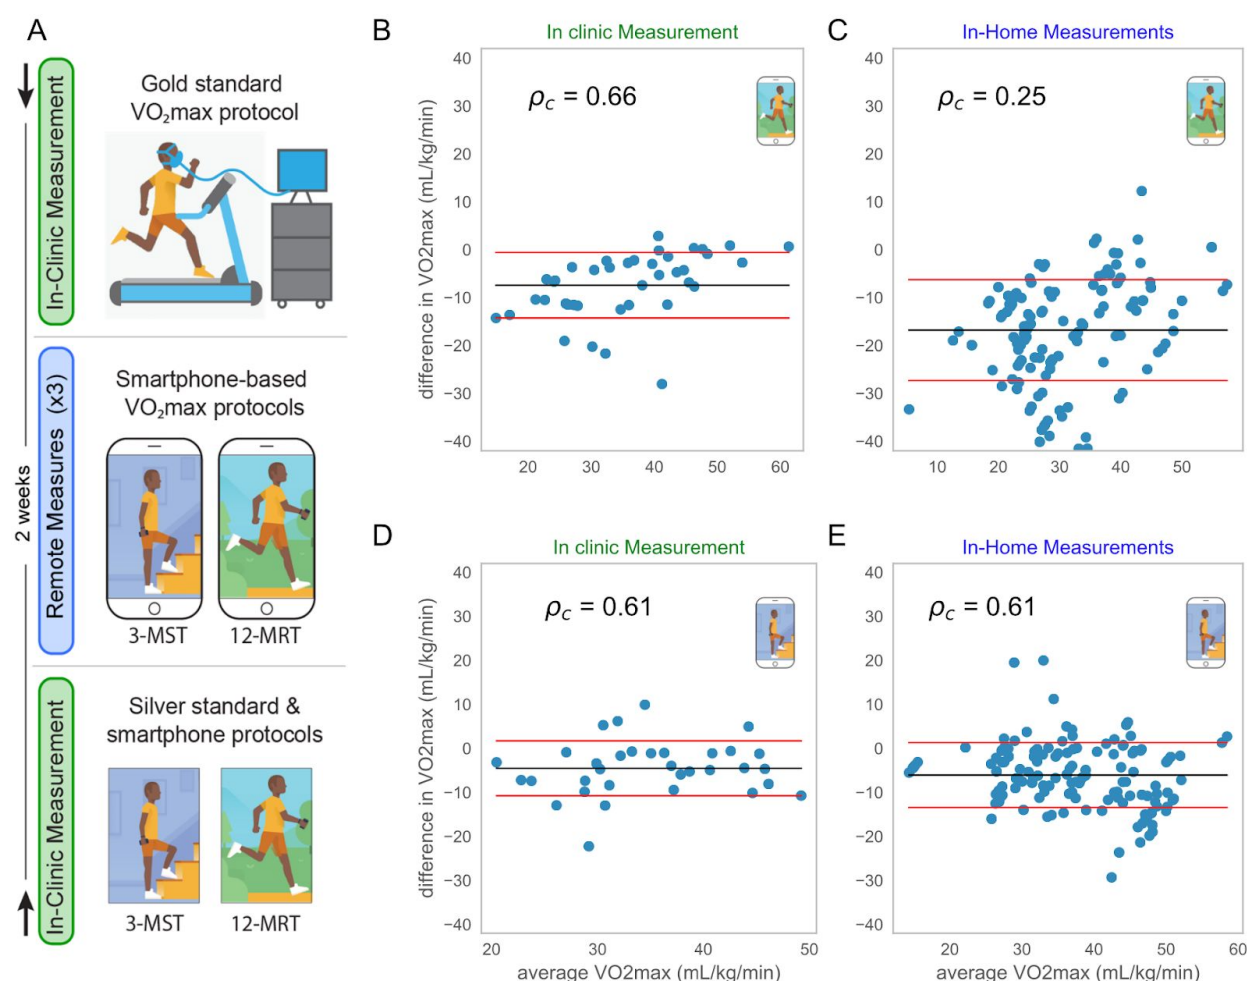 A
In-Clinic Measurement
Gold standard
VO₂max protocol
2 weeks
Remote Measures (x3)
Smartphone-based
VO₂max protocols
3-MST
12-MRT
In-Clinic Measurement
Silver standard &
smartphone protocols
3-MST
12-MRT
B
In clinic Measurement
ρc = 0.66
difference in VO2max (mL/kg/min)
40
30
20
10
0
−10
−20
−30
−40
20
30
40
50
60
C
In-Home Measurements
ρc = 0.25
40
30
20
10
0
−10
−20
−30
−40
10
20
30
40
50
D
In clinic Measurement
ρc = 0.61
difference in VO2max (mL/kg/min)
40
30
20
10
0
−10
−20
−30
−40
20
30
40
50
average VO2max (mL/kg/min)
E
In-Home Measurements
ρc = 0.61
40
30
20
10
0
−10
−20
−30
−40
20
30
40
50
60
average VO2max (mL/kg/min)